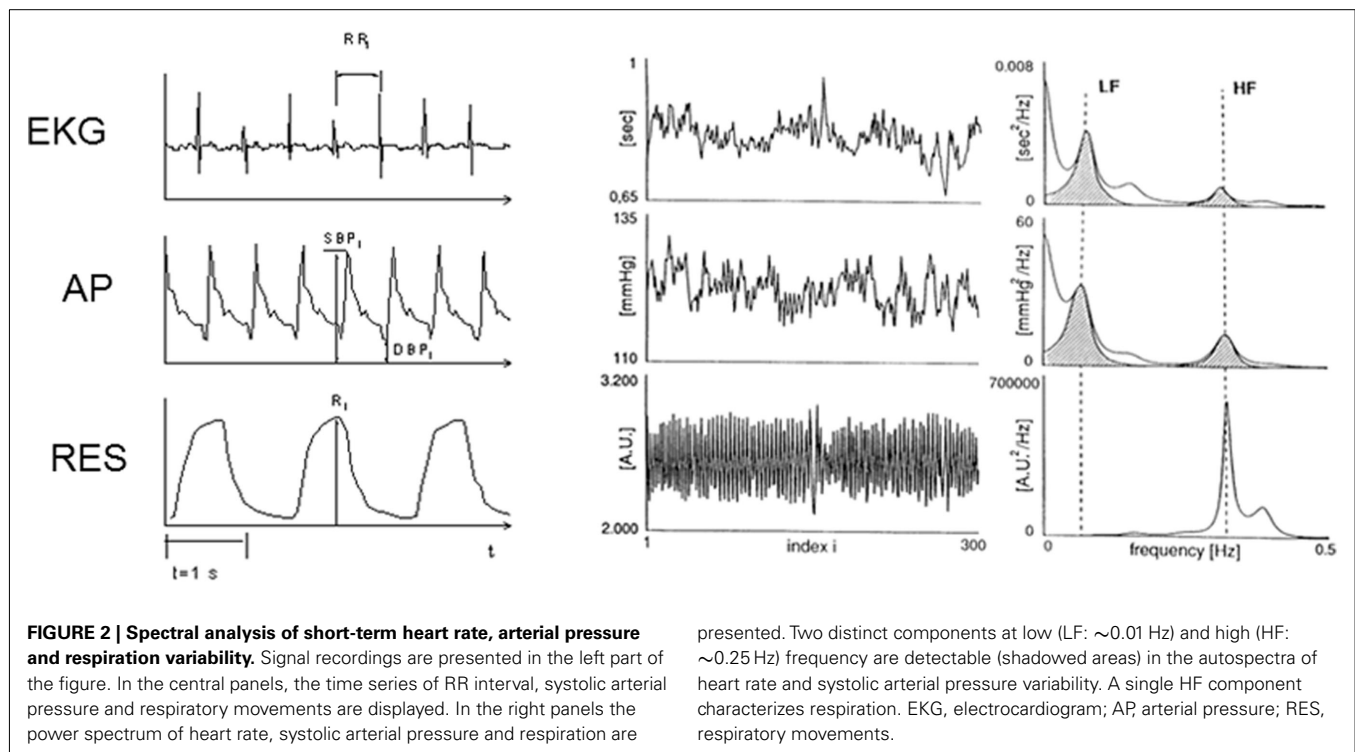 RRI
EKG
AP
SBPI
DBPI
RES
RI
t
t=1 s
1
[sec]
0,65
135
[mmHg]
110
3.200
[A.U.]
2.000
1
index i
300
0.008
LF
HF
[sec²/Hz]
0
60
[mmHg²/Hz]
0
700000
[A.U.²/Hz]
0
0
frequency [Hz]
0.5
FIGURE 2 | Spectral analysis of short-term heart rate, arterial pressure
and respiration variability. Signal recordings are presented in the left part of
the figure. In the central panels, the time series of RR interval, systolic arterial
pressure and respiratory movements are displayed. In the right panels the
power spectrum of heart rate, systolic arterial pressure and respiration are
presented. Two distinct components at low (LF: ~0.01 Hz) and high (HF:
~0.25 Hz) frequency are detectable (shadowed areas) in the autospectra of
heart rate and systolic arterial pressure variability. A single HF component
characterizes respiration. EKG, electrocardiogram; AP, arterial pressure; RES,
respiratory movements.